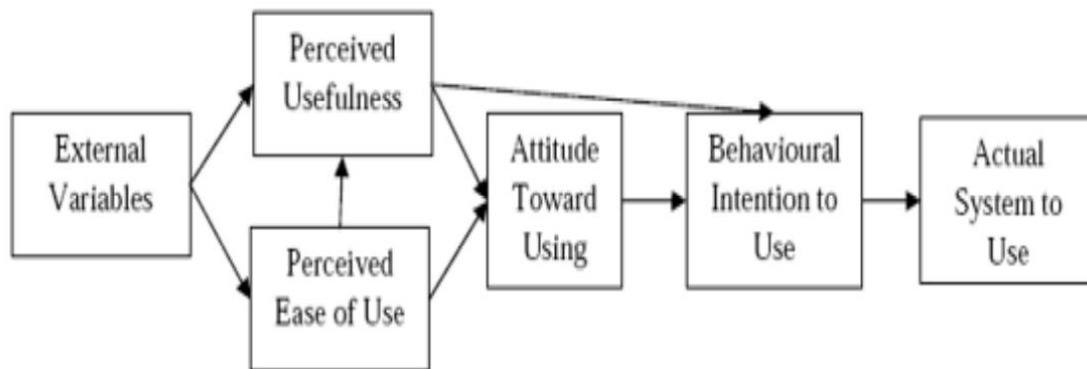 Perceived
Usefulness
External
Variables
Perceived
Ease of Use
Attitude
Toward
Using
Behavioural
Intention to
Use
Actual
System to
Use